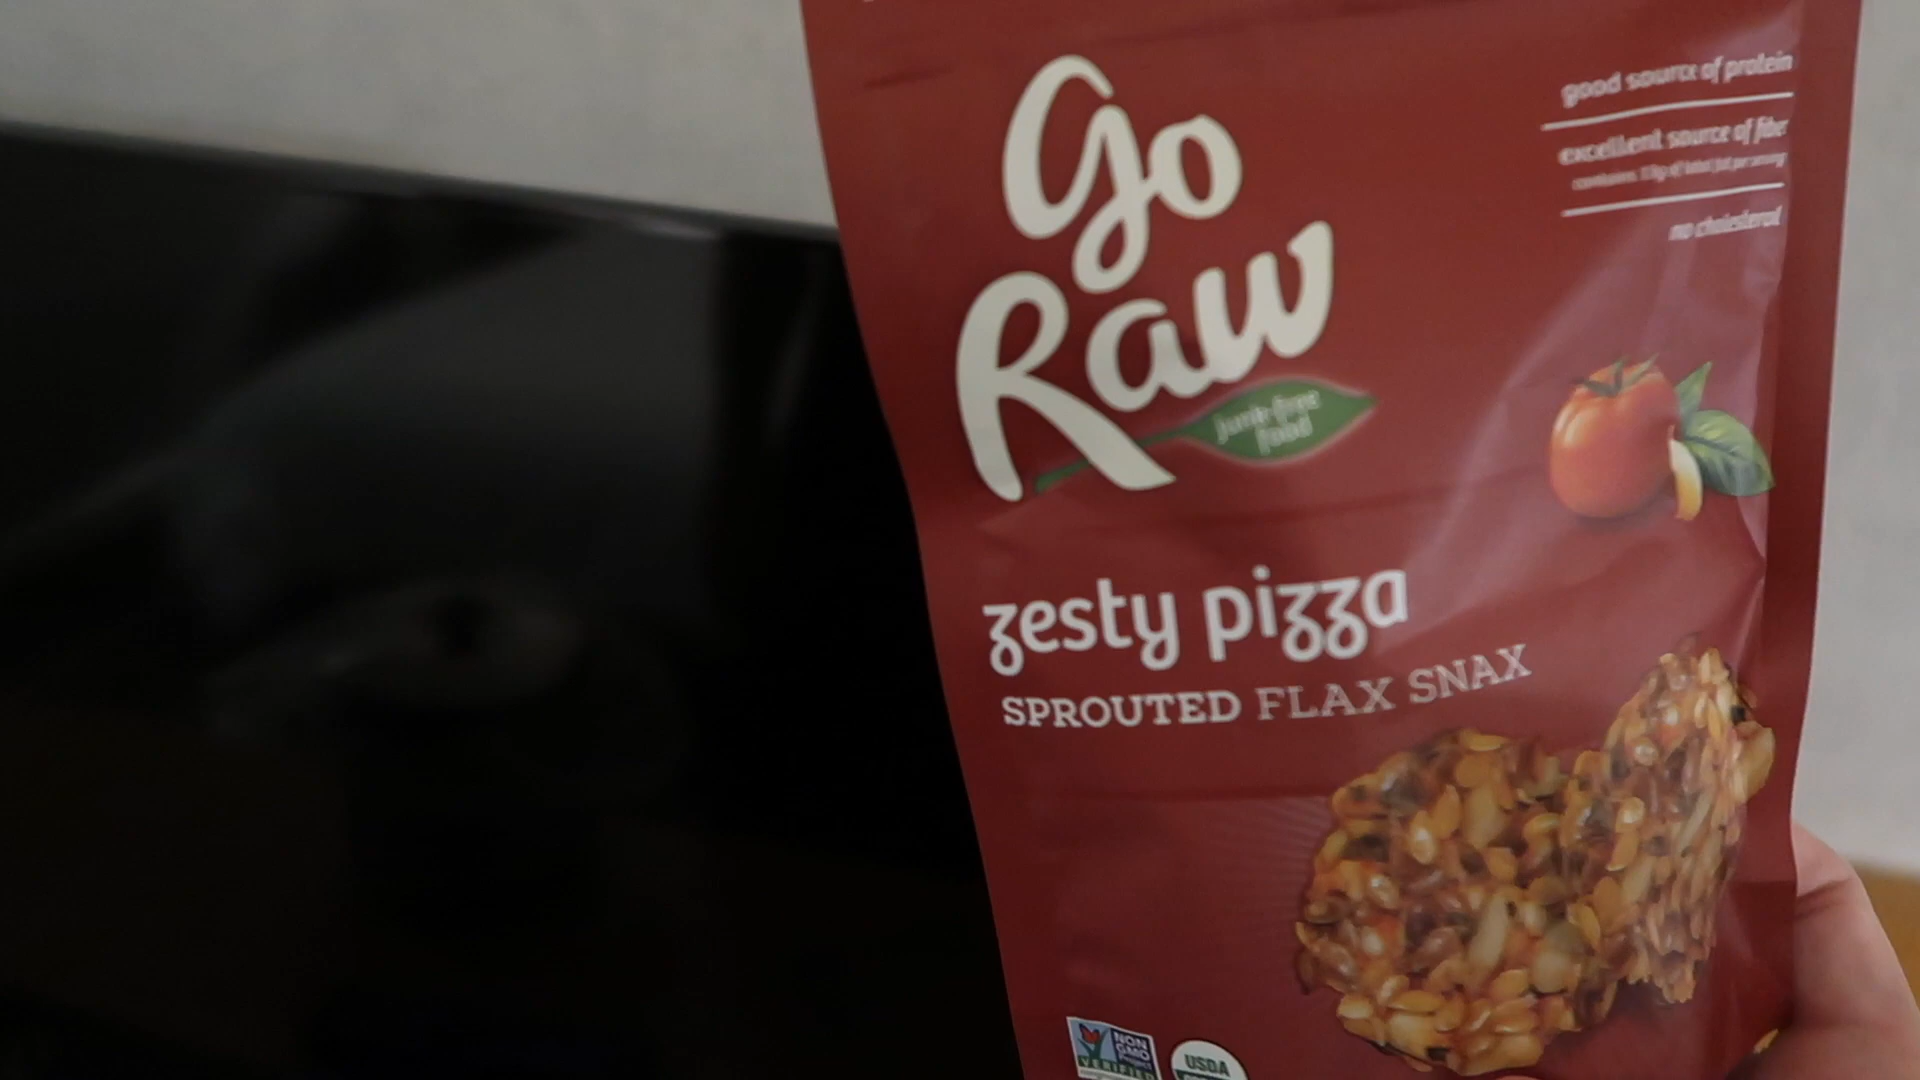 Go
Raw
junk-free
food
good source of protein
excellent source of fiber
no cholesterol
zesty pizza
SPROUTED FLAX SNAX
NON
GMO
Project
VERIFIED
USDA